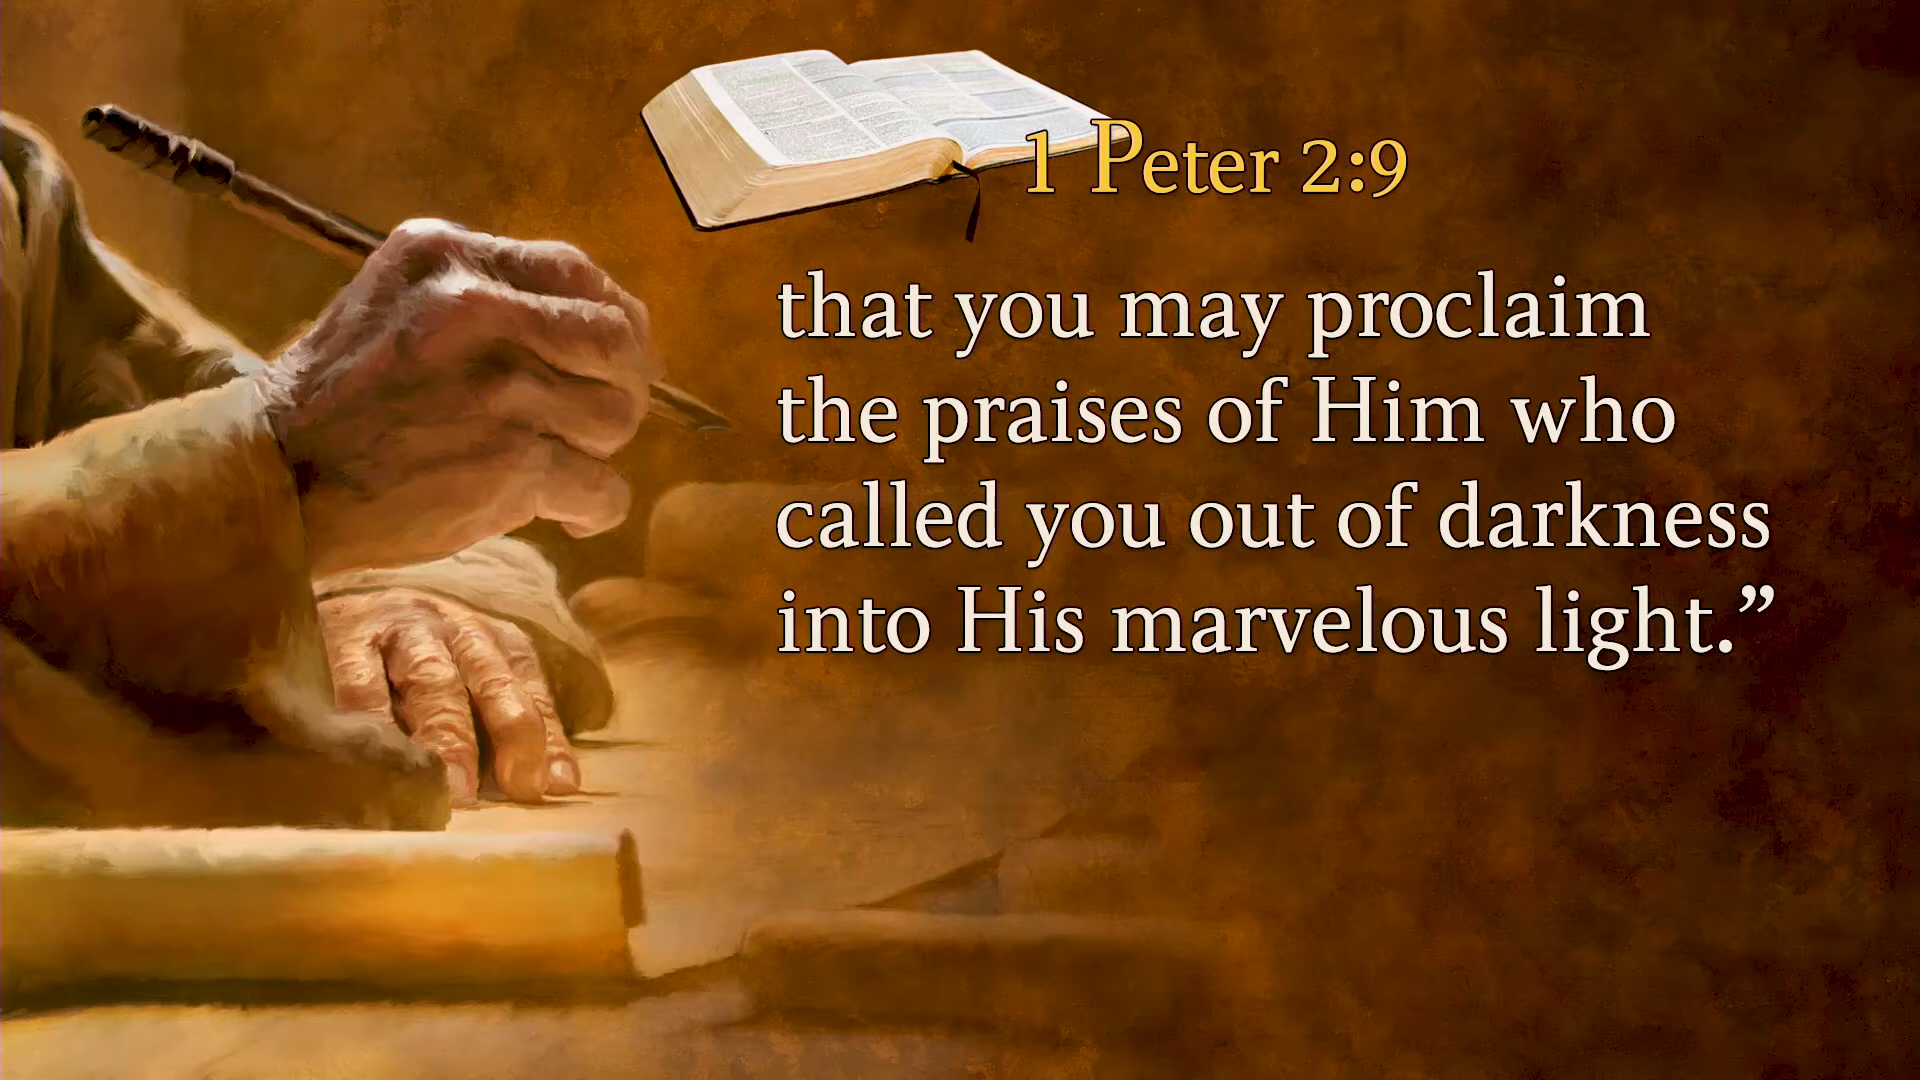 1 Peter 2:9
that you may proclaim
the praises of Him who
called you out of darkness
into His marvelous light.”